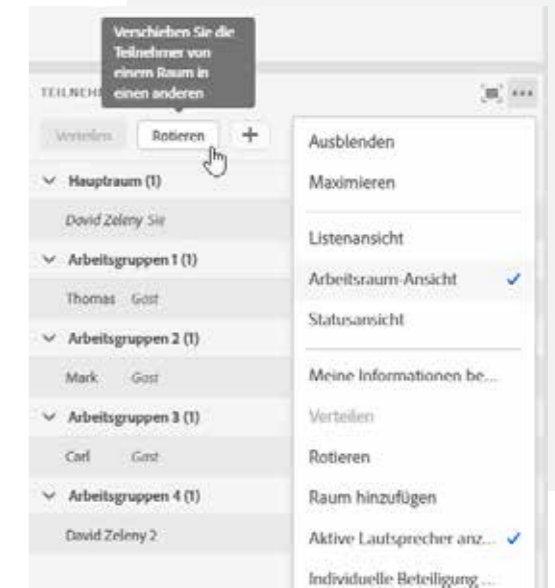 Verschieben Sie die
Teilnehmer von
einem Raum in
einen anderen
TEILNEH
Verteilen
Rotieren
+
Hauptraum (1)
David Zeleny Sie
Arbeitsgruppen 1 (1)
Thomas Gast
Arbeitsgruppen 2 (1)
Mark Gast
Arbeitsgruppen 3 (1)
Carl Gast
Arbeitsgruppen 4 (1)
David Zeleny 2
Ausblenden
Maximieren
Listenansicht
Arbeitsraum-Ansicht
Statusansicht
Meine Informationen be...
Verteilen
Rotieren
Raum hinzufügen
Aktive Lautsprecher anz...
Individuelle Beteiligung ...